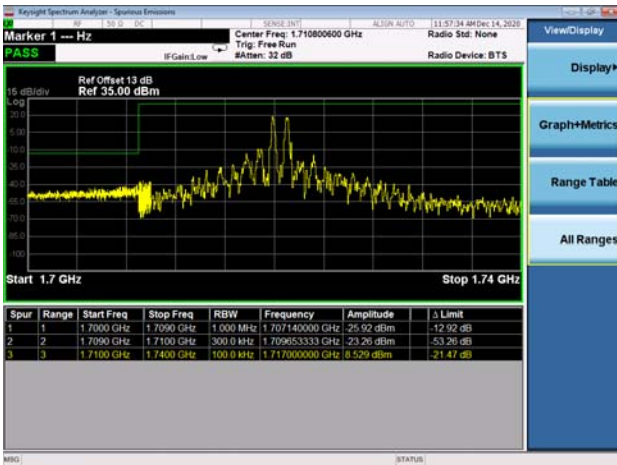 Keysight Spectrum Analyzer - Spurious Emissions
RF 50 Ω DC SENSE:INT ALIGN AUTO 11:57:34 AM Dec 14, 2020
Marker 1 --- Hz
Center Freq: 1.710800600 GHz
Radio Std: None
Trig: Free Run
PASS
IFGain:Low
#Atten: 32 dB
Radio Device: BTS
Ref Offset 13 dB
15 dB/div Ref 35.00 dBm
Log
20.0
5.00
-10.0
-25.0
-40.0
-55.0
-70.0
-85.0
-100
Start 1.7 GHz Stop 1.74 GHz
Spur Range Start Freq Stop Freq RBW Frequency Amplitude Δ Limit
1 1 1.7000 GHz 1.7090 GHz 1.000 MHz 1.707140000 GHz -25.92 dBm -12.92 dB
2 2 1.7090 GHz 1.7100 GHz 300.0 kHz 1.709653333 GHz -23.26 dBm -53.26 dB
3 3 1.7100 GHz 1.7400 GHz 100.0 kHz 1.717000000 GHz 8.529 dBm -21.47 dB
MSG STATUS
View/Display
Display
Graph+Metrics
Range Table
All Ranges